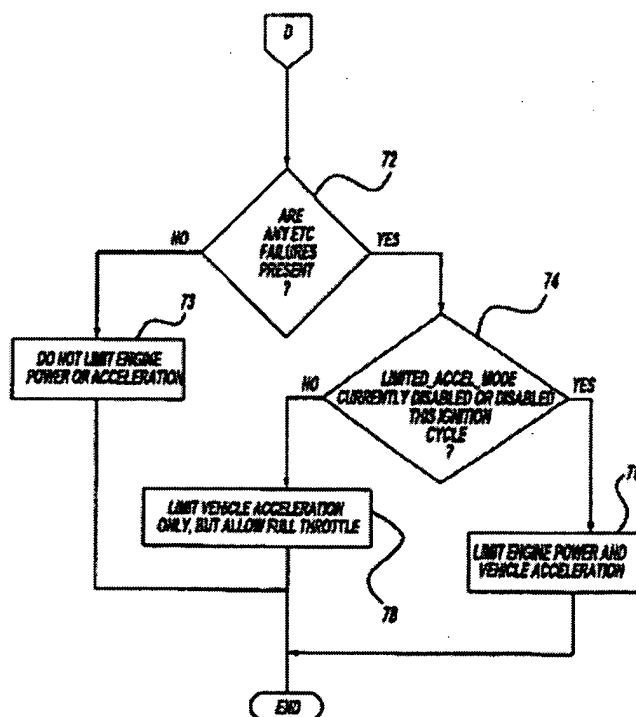 D
72
ARE
ANY ETC
FAILURES
PRESENT
?
NO
YES
73
74
DO NOT LIMIT ENGINE
POWER OR ACCELERATION
LIMITED_ACCEL_MODE
CURRENTLY DISABLED OR DISABLED
THIS IGNITION
CYCLE
?
NO
YES
LIMIT VEHICLE ACCELERATION
ONLY, BUT ALLOW FULL THROTTLE
LIMIT ENGINE POWER AND
VEHICLE ACCELERATION
78
END